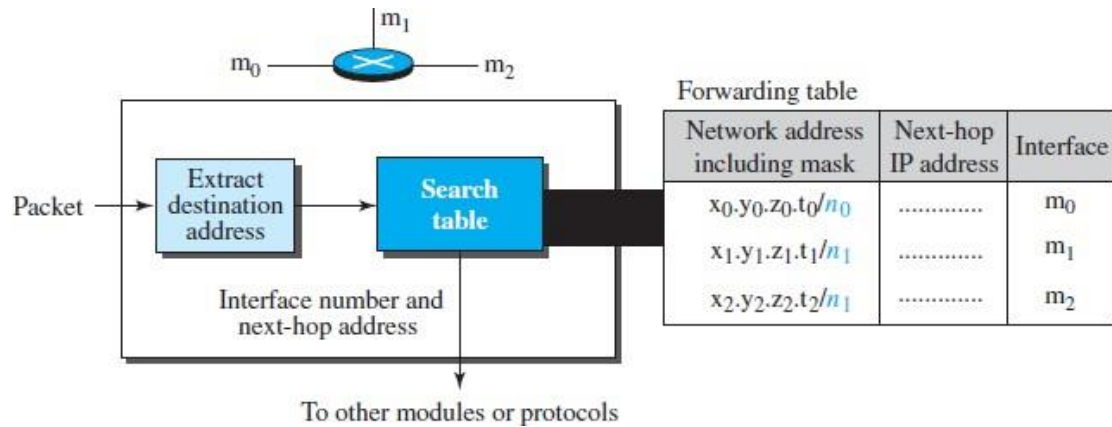 m₁
m₀
m₂
Forwarding table
Network address including mask
Next-hop IP address
Interface
Packet
Extract
destination
address
Search
table
x₀.y₀.z₀.t₀/n₀ ............. m₀
x₁.y₁.z₁.t₁/n₁ ............. m₁
x₂.y₂.z₂.t₂/n₁ ............. m₂
Interface number and
next-hop address
To other modules or protocols